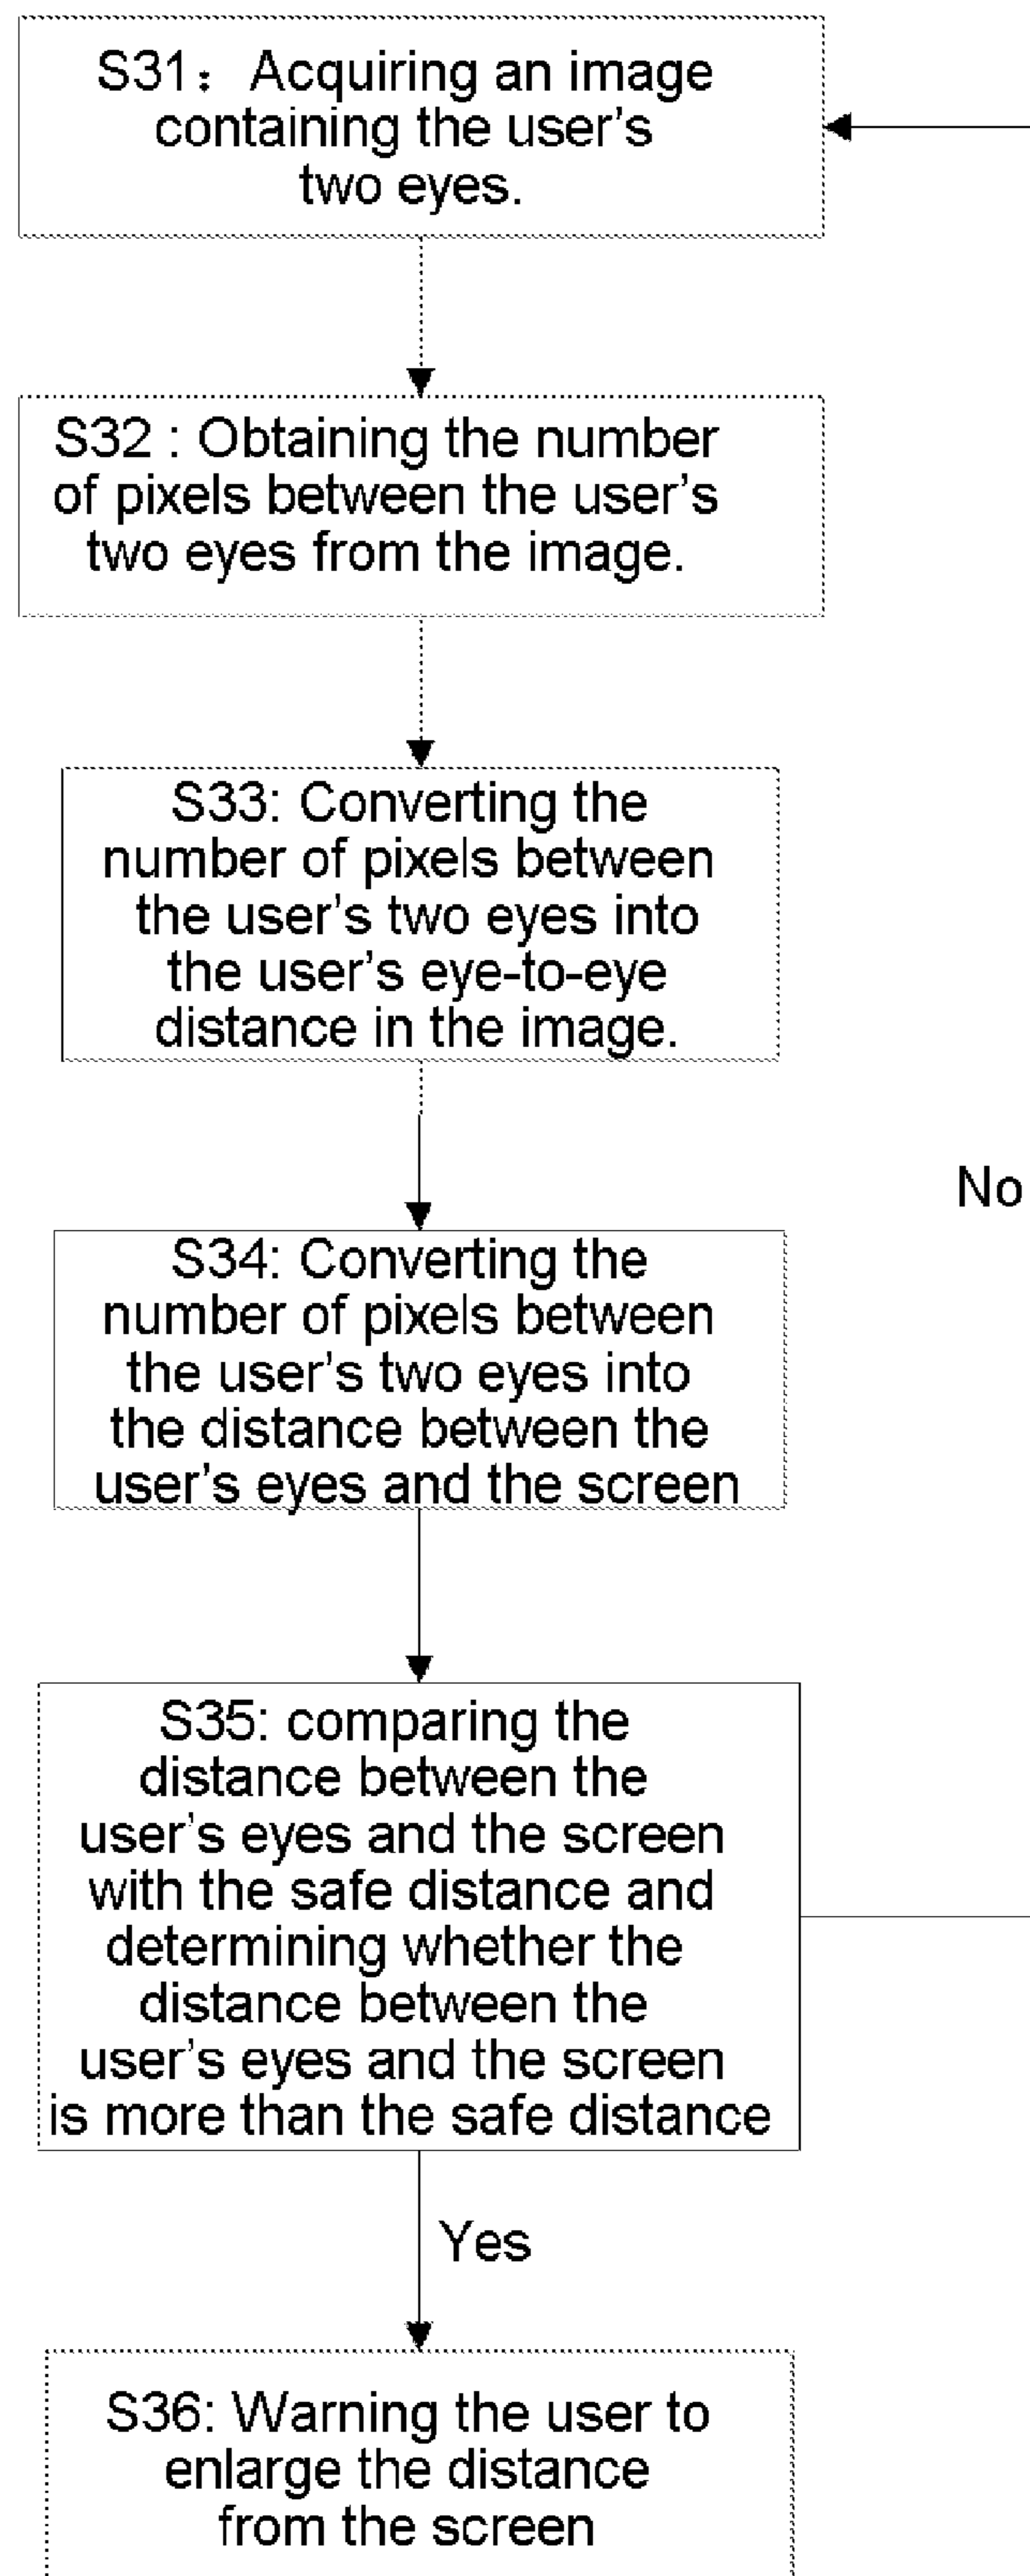 S31：Acquiring an image
containing the user's
two eyes.
S32 : Obtaining the number
of pixels between the user's
two eyes from the image.
S33: Converting the
number of pixels between
the user's two eyes into
the user's eye-to-eye
distance in the image.
No
S34: Converting the
number of pixels between
the user's two eyes into
the distance between the
user's eyes and the screen
S35: comparing the
distance between the
user's eyes and the screen
with the safe distance and
determining whether the
distance between the
user's eyes and the screen
is more than the safe distance
Yes
S36: Warning the user to
enlarge the distance
from the screen